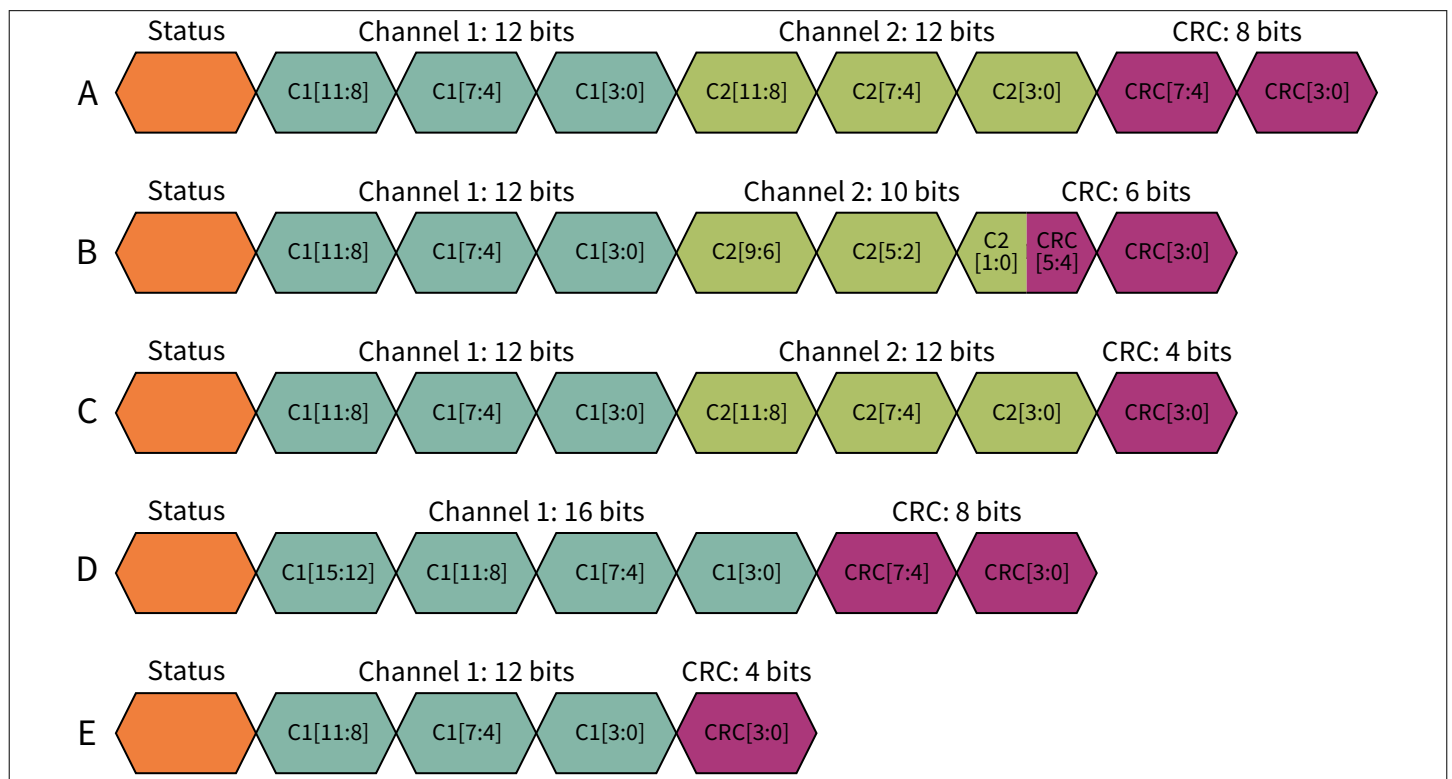 Status Channel 1: 12 bits Channel 2: 12 bits CRC: 8 bits
A C1[11:8] C1[7:4] C1[3:0] C2[11:8] C2[7:4] C2[3:0] CRC[7:4] CRC[3:0]
Status Channel 1: 12 bits Channel 2: 10 bits CRC: 6 bits
B C1[11:8] C1[7:4] C1[3:0] C2[9:6] C2[5:2] C2 [1:0] CRC [5:4] CRC[3:0]
Status Channel 1: 12 bits Channel 2: 12 bits CRC: 4 bits
C C1[11:8] C1[7:4] C1[3:0] C2[11:8] C2[7:4] C2[3:0] CRC[3:0]
Status Channel 1: 16 bits CRC: 8 bits
D C1[15:12] C1[11:8] C1[7:4] C1[3:0] CRC[7:4] CRC[3:0]
Status Channel 1: 12 bits CRC: 4 bits
E C1[11:8] C1[7:4] C1[3:0] CRC[3:0]